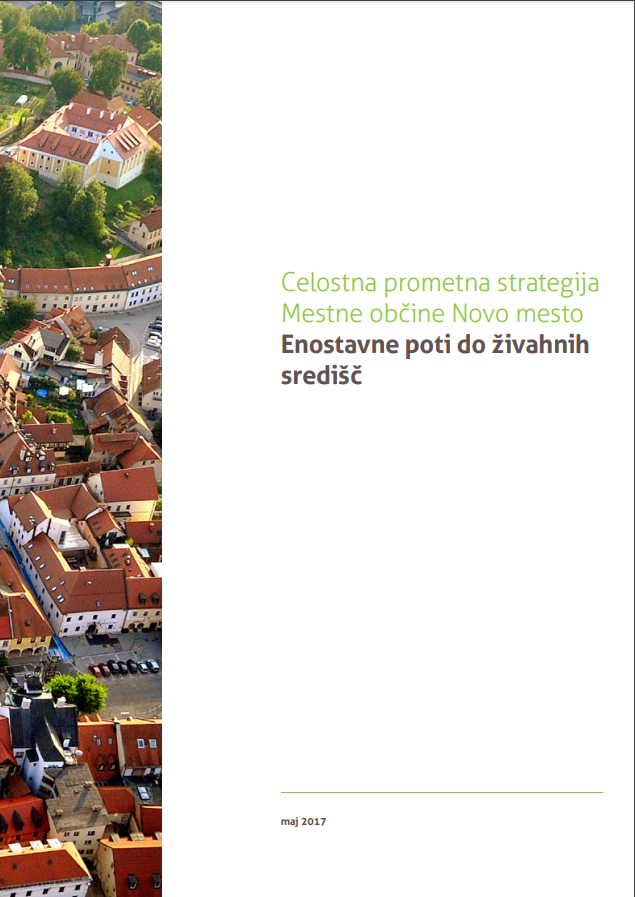 Celostna prometna strategija
Mestne občine Novo mesto
Enostavne poti do živahnih
središč
maj 2017